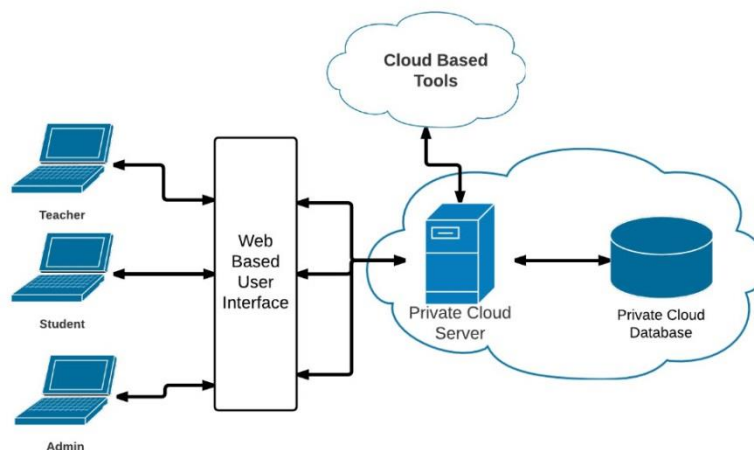 Cloud Based
Tools
Teacher
Student
Admin
Web
Based
User
Interface
Private Cloud
Server
Private Cloud
Database